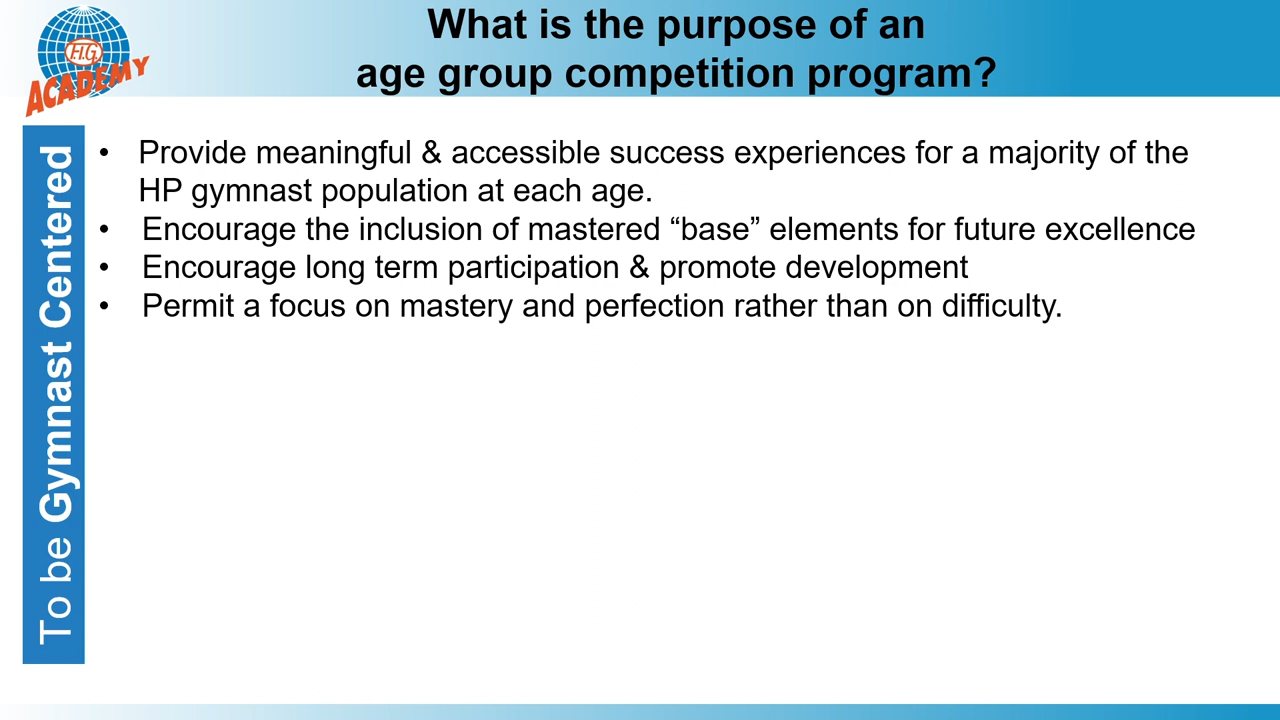 F.I.G.
ACADEMY
What is the purpose of an
age group competition program?
To be Gymnast Centered
• Provide meaningful & accessible success experiences for a majority of the
HP gymnast population at each age.
• Encourage the inclusion of mastered “base” elements for future excellence
• Encourage long term participation & promote development
• Permit a focus on mastery and perfection rather than on difficulty.